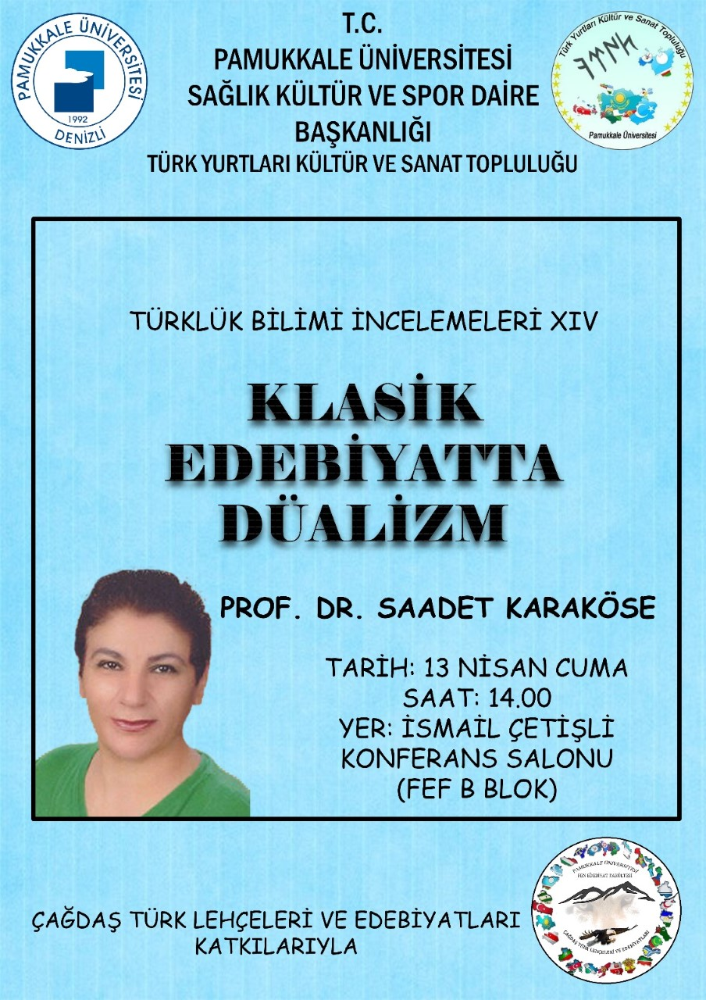 T.C.
PAMUKKALE ÜNİVERSİTESİ
SAĞLIK KÜLTÜR VE SPOR DAİRE
BAŞKANLIĞI
TÜRK YURTLARI KÜLTÜR VE SANAT TOPLULUĞU
PAMUKKALE ÜNİVERSİTESİ
1992
DENİZLİ
Türk Yurtları Kültür ve Sanat Topluluğu
Pamukkale Üniversitesi
TÜRKLÜK BİLİMİ İNCELEMELERİ XIV
KLASİK
EDEBİYATTA
DÜALİZM
PROF. DR. SAADET KARAKÖSE
TARİH: 13 NİSAN CUMA
SAAT: 14.00
YER: İSMAİL ÇETİŞLİ
KONFERANS SALONU
(FEF B BLOK)
ÇAĞDAŞ TÜRK LEHÇELERİ VE EDEBİYATLARI
KATKILARIYLA
PAMUKKALE ÜNİVERSİTESİ
FEN EDEBİYAT FAKÜLTESİ
ÇAĞDAŞ TÜRK LEHÇELERİ VE EDEBİYATLARI